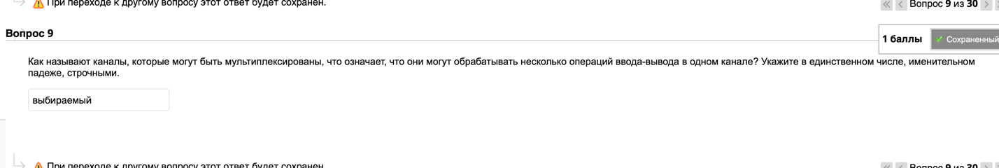 При переходе к другому вопросу этот ответ будет сохранен.
Вопрос 9 из 30
Вопрос 9
1 баллы
Сохраненный
Как называют каналы, которые могут быть мультиплексированы, что означает, что они могут обрабатывать несколько операций ввода-вывода в одном канале? Укажите в единственном числе, именительном
падеже, строчными.
выбираемый
При переходе к другому вопросу этот ответ будет сохранен.
Вопрос 9 из 30